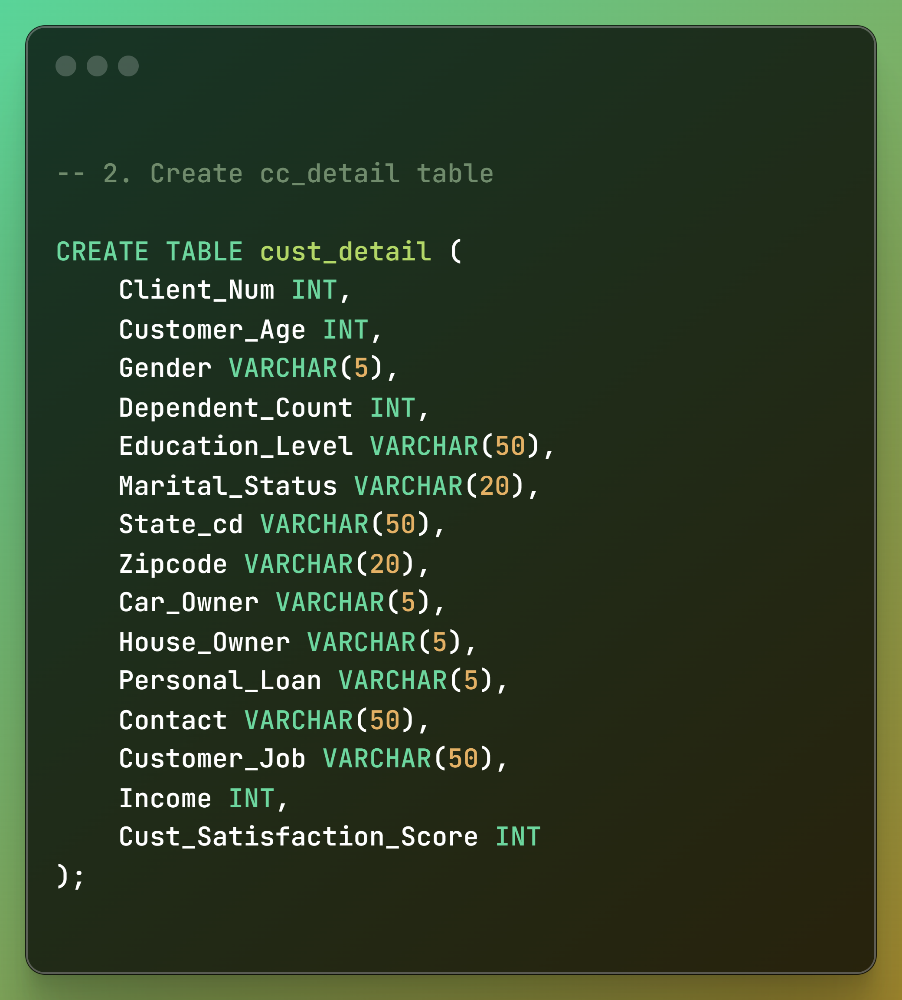 -- 2. Create cc_detail table
CREATE TABLE cust_detail (
    Client_Num INT,
    Customer_Age INT,
    Gender VARCHAR(5),
    Dependent_Count INT,
    Education_Level VARCHAR(50),
    Marital_Status VARCHAR(20),
    State_cd VARCHAR(50),
    Zipcode VARCHAR(20),
    Car_Owner VARCHAR(5),
    House_Owner VARCHAR(5),
    Personal_Loan VARCHAR(5),
    Contact VARCHAR(50),
    Customer_Job VARCHAR(50),
    Income INT,
    Cust_Satisfaction_Score INT
);